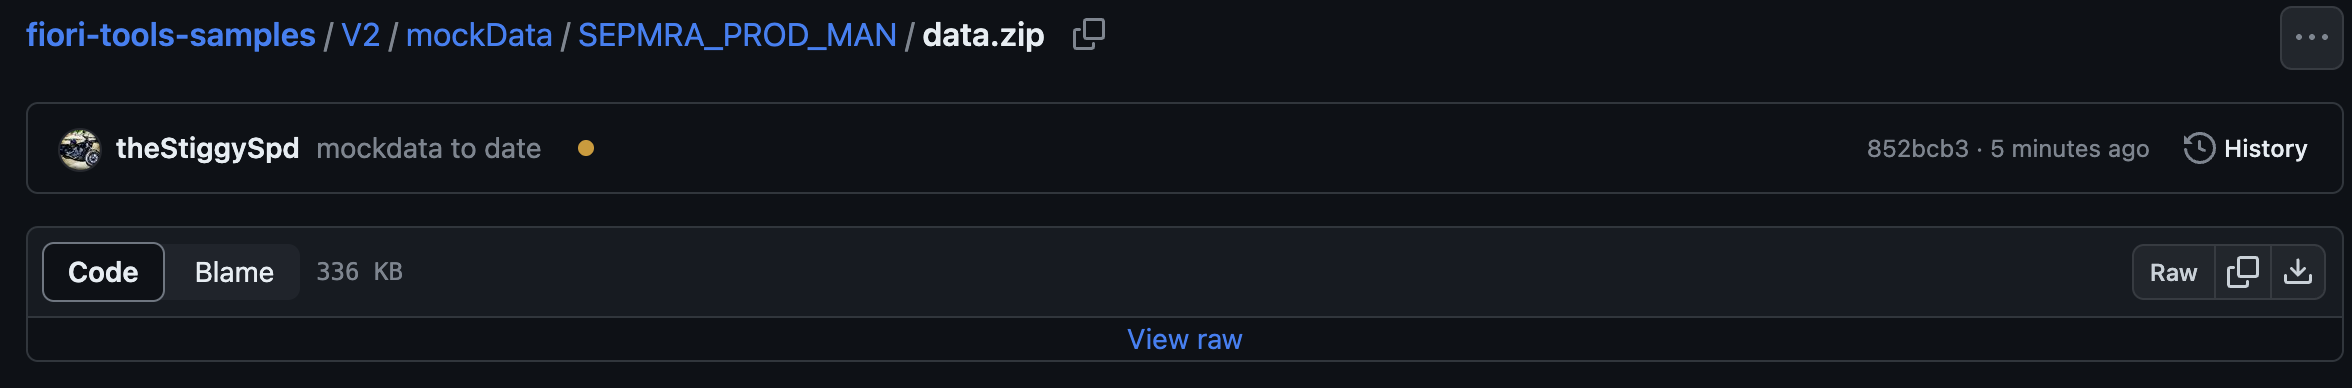 fiori-tools-samples / V2 / mockData / SEPMRA_PROD_MAN / data.zip
theStiggySpd mockdata to date 852bcb3 · 5 minutes ago History
Code Blame 336 KB Raw
View raw